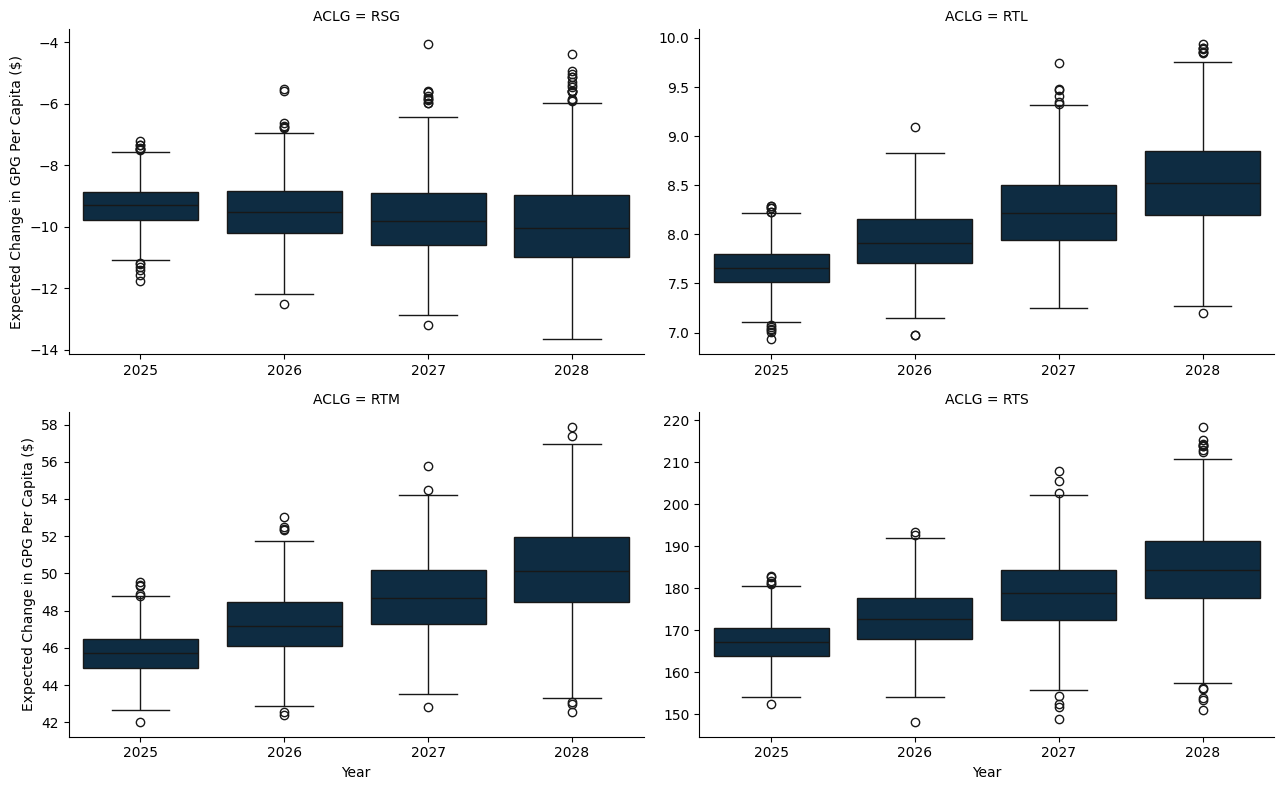 ACLG = RSG
Expected Change in GPG Per Capita ($)
−4
−6
−8
−10
−12
−14
2025 2026 2027 2028
ACLG = RTL
10.0
9.5
9.0
8.5
8.0
7.5
7.0
2025 2026 2027 2028
ACLG = RTM
Expected Change in GPG Per Capita ($)
58
56
54
52
50
48
46
44
42
2025 2026 2027 2028
Year
ACLG = RTS
220
210
200
190
180
170
160
150
2025 2026 2027 2028
Year